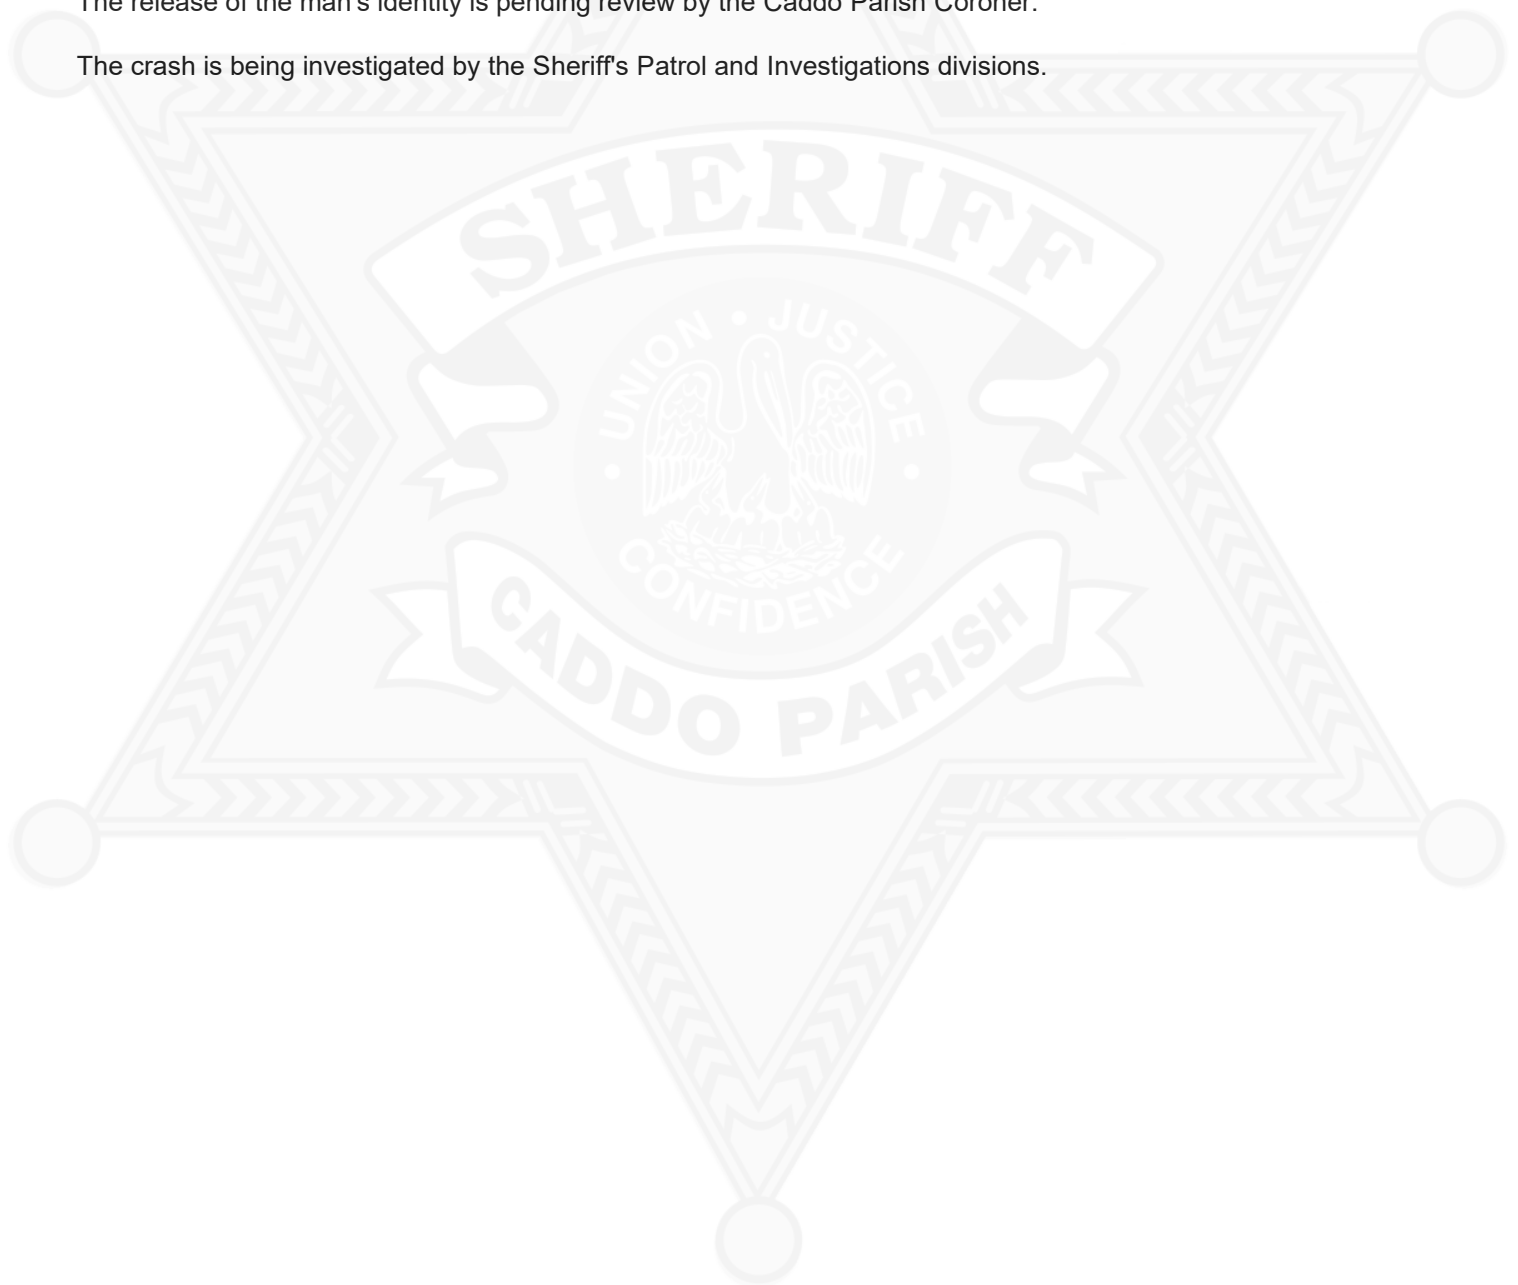 The release of the man's identity is pending review by the Caddo Parish Coroner.
The crash is being investigated by the Sheriff's Patrol and Investigations divisions.
SHERIFF
UNION • JUSTICE
• CONFIDENCE •
CADDO PARISH